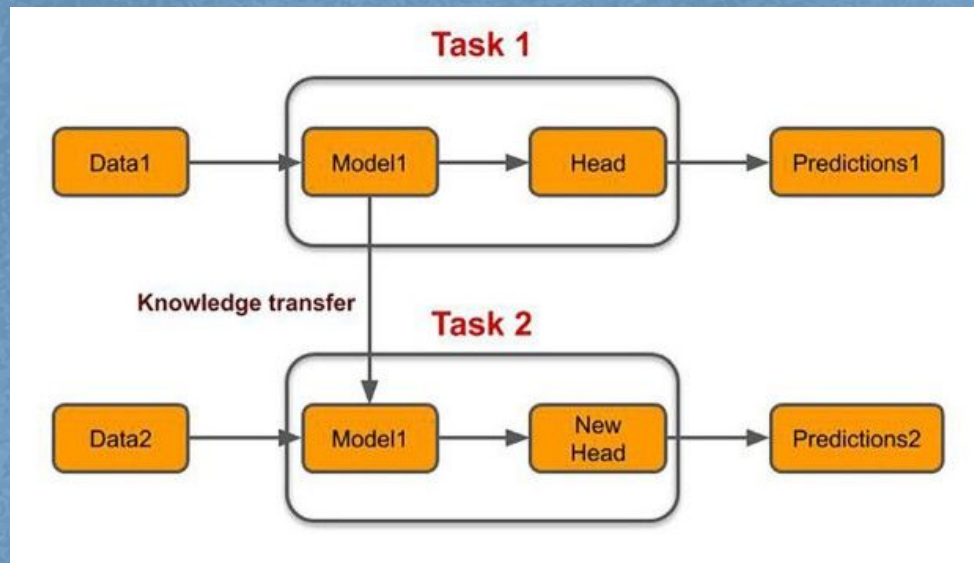 Task 1
Data1
Model1
Head
Predictions1
Knowledge transfer
Task 2
Data2
Model1
New
Head
Predictions2